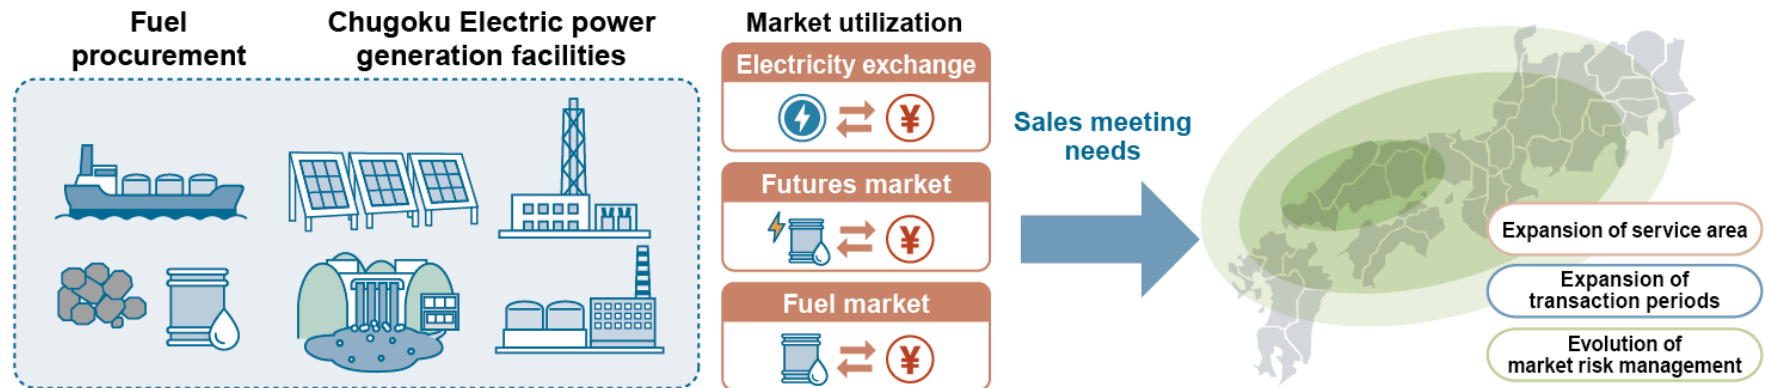 Fuel
procurement
Chugoku Electric power
generation facilities
Market utilization
Electricity exchange
¥
Futures market
¥
Fuel market
¥
Sales meeting
needs
Expansion of service area
Expansion of
transaction periods
Evolution of
market risk management